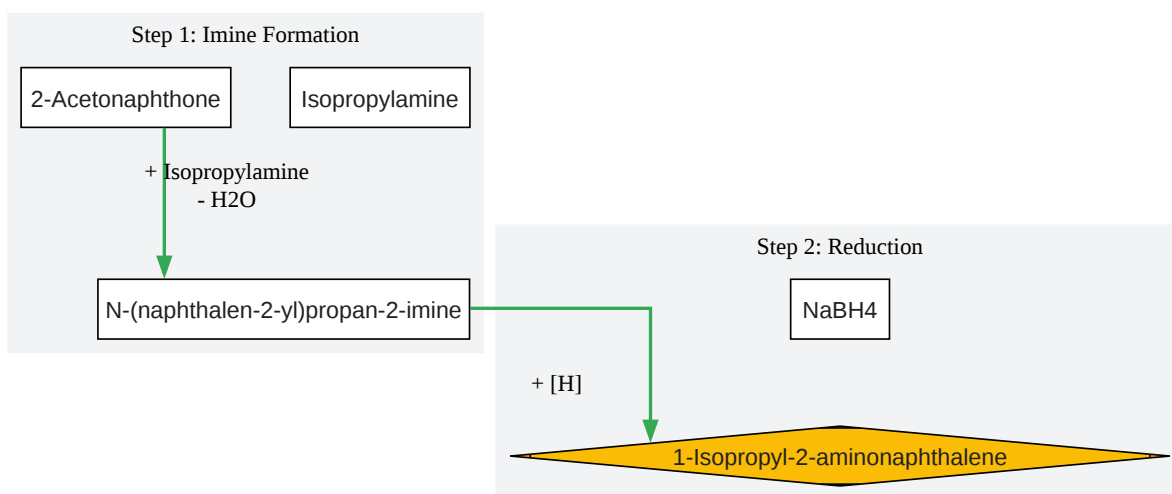 Step 1: Imine Formation
2-Acetonaphthone
Isopropylamine
+ Isopropylamine
- H2O
N-(naphthalen-2-yl)propan-2-imine
Step 2: Reduction
NaBH4
+ [H]
1-Isopropyl-2-aminonaphthalene